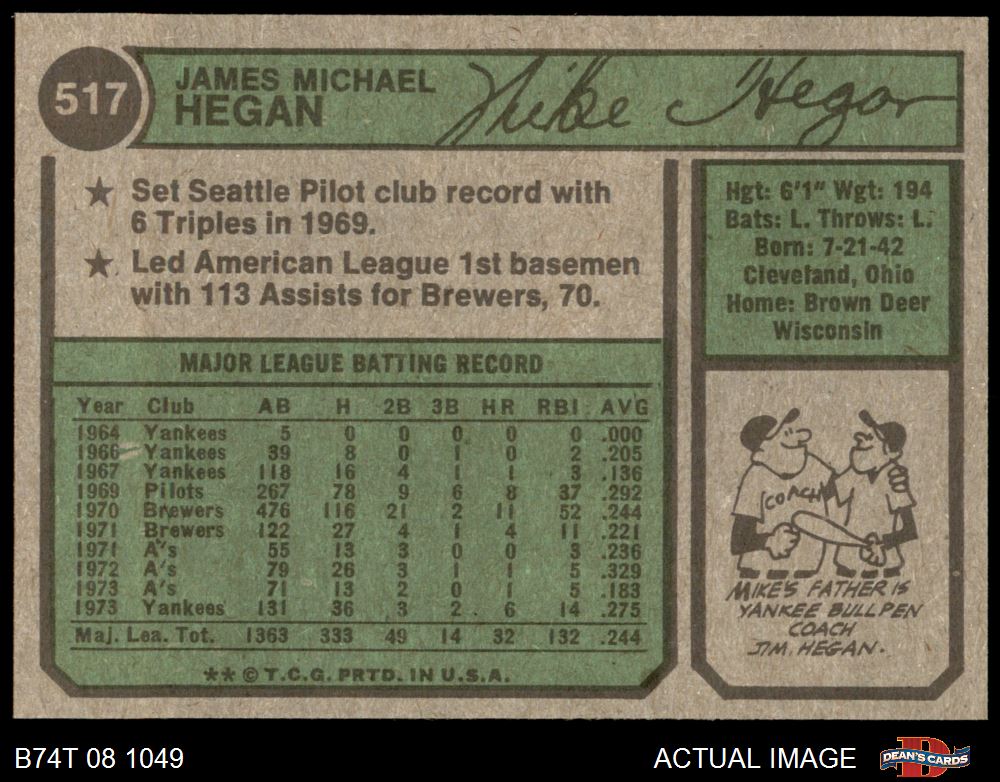 517
JAMES MICHAEL
HEGAN
Mike Hegan
★ Set Seattle Pilot club record with
6 Triples in 1969.
★ Led American League 1st basemen
with 113 Assists for Brewers, 70.
Hgt: 6'1" Wgt: 194
Bats: L. Throws: L.
Born: 7-21-42
Cleveland, Ohio
Home: Brown Deer
Wisconsin
MAJOR LEAGUE BATTING RECORD
Year Club AB H 2B 3B HR RBI AVG
1964 Yankees 5 0 0 0 0 0 .000
1966 Yankees 39 8 0 1 0 2 .205
1967 Yankees 118 16 4 1 1 3 .136
1969 Pilots 267 78 9 6 8 37 .292
1970 Brewers 476 116 21 2 11 52 .244
1971 Brewers 122 27 4 1 4 11 .221
1971 A's 55 13 3 0 0 3 .236
1972 A's 79 26 3 1 1 5 .329
1973 A's 71 13 2 0 1 5 .183
1973 Yankees 131 36 3 2 6 14 .275
Maj. Lea. Tot. 1363 333 49 14 32 132 .244
** © T.C.G. PRTD. IN U.S.A.
COACH
MIKE'S FATHER IS
YANKEE BULLPEN
COACH
JIM HEGAN.
B74T 08 1049
ACTUAL IMAGE
DEAN'S CARDS